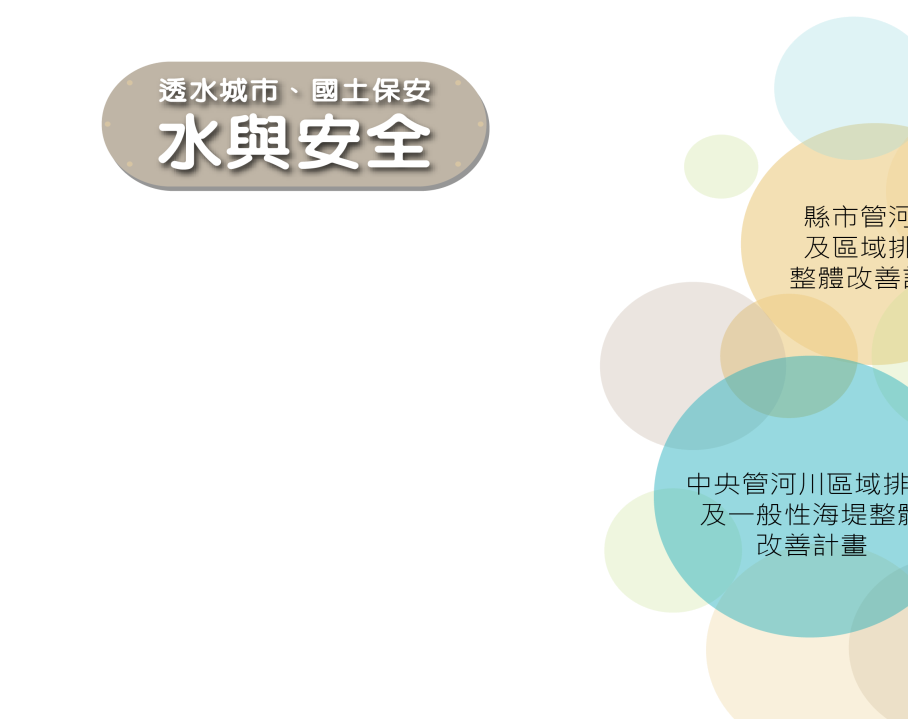 透水城市、國土保安
水與安全
縣市管河
及區域排
整體改善
中央管河川區域排
及一般性海堤整
改善計畫